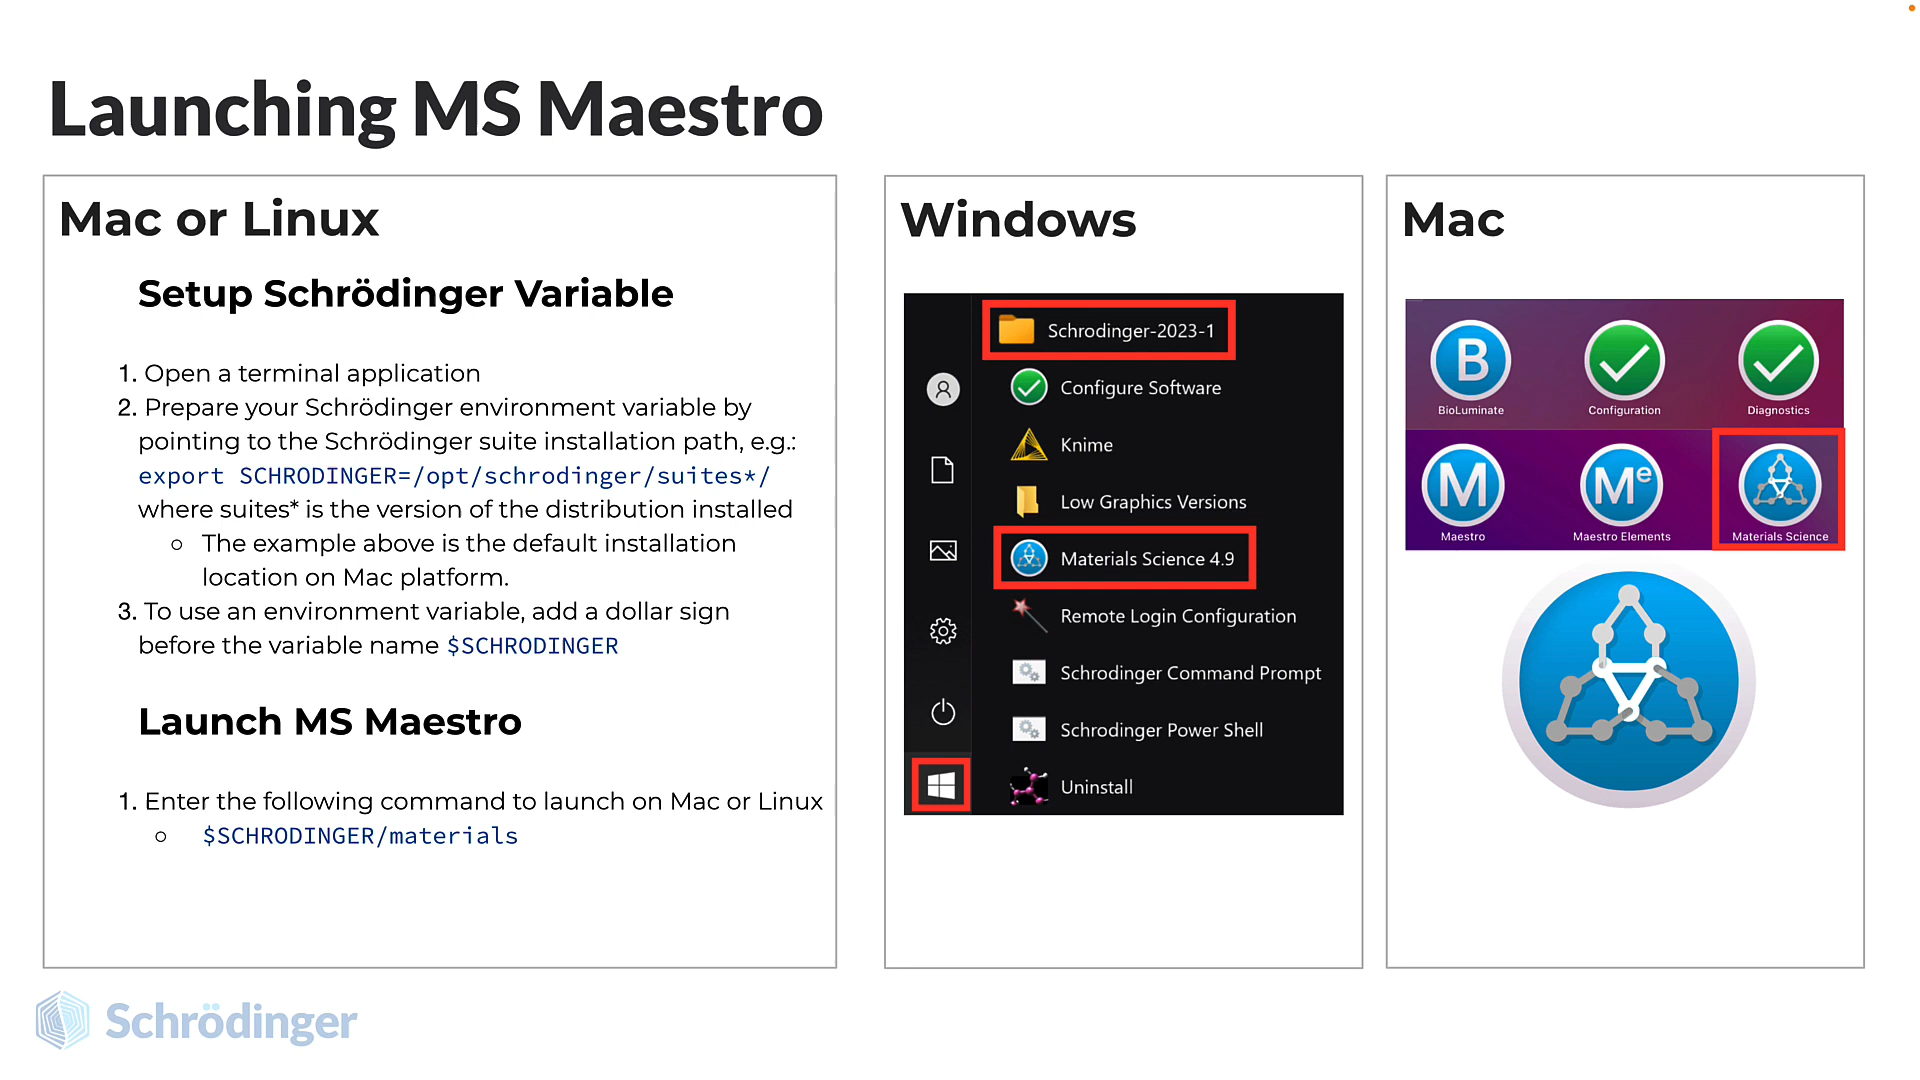 Launching MS Maestro
Mac or Linux
Setup Schrödinger Variable
1. Open a terminal application
2. Prepare your Schrödinger environment variable by
pointing to the Schrödinger suite installation path, e.g.:
export SCHRODINGER=/opt/schrodinger/suites*/
where suites* is the version of the distribution installed
○ The example above is the default installation
location on Mac platform.
3. To use an environment variable, add a dollar sign
before the variable name $SCHRODINGER
Launch MS Maestro
1. Enter the following command to launch on Mac or Linux
○ $SCHRODINGER/materials
Windows
Schrodinger-2023-1
Configure Software
Knime
Low Graphics Versions
Materials Science 4.9
Remote Login Configuration
Schrodinger Command Prompt
Schrodinger Power Shell
Uninstall
Mac
B
BioLuminate
Configuration
Diagnostics
M
Maestro
Me
Maestro Elements
Materials Science
Schrödinger